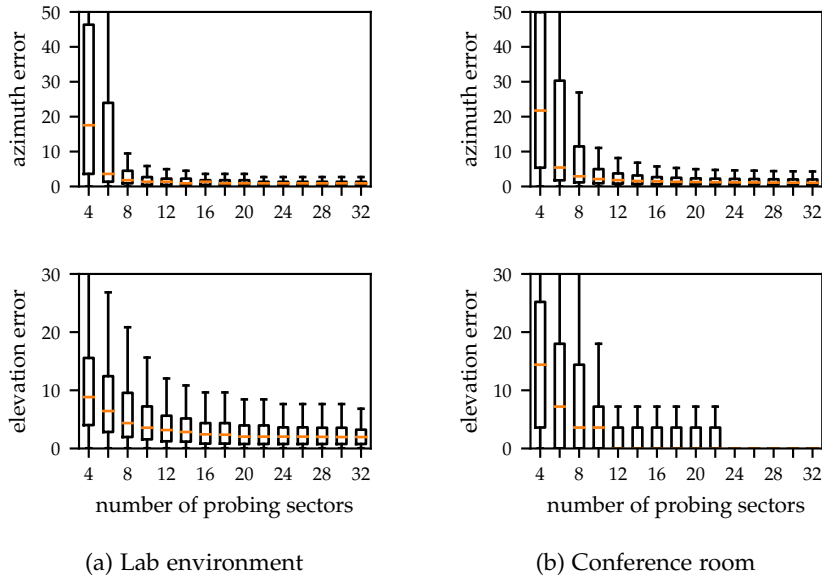 50
40
30
20
10
0
azimuth error
4 8 12 16 20 24 28 32
30
20
10
0
elevation error
4 8 12 16 20 24 28 32
number of probing sectors
(a) Lab environment
50
40
30
20
10
0
azimuth error
4 8 12 16 20 24 28 32
30
20
10
0
elevation error
4 8 12 16 20 24 28 32
number of probing sectors
(b) Conference room